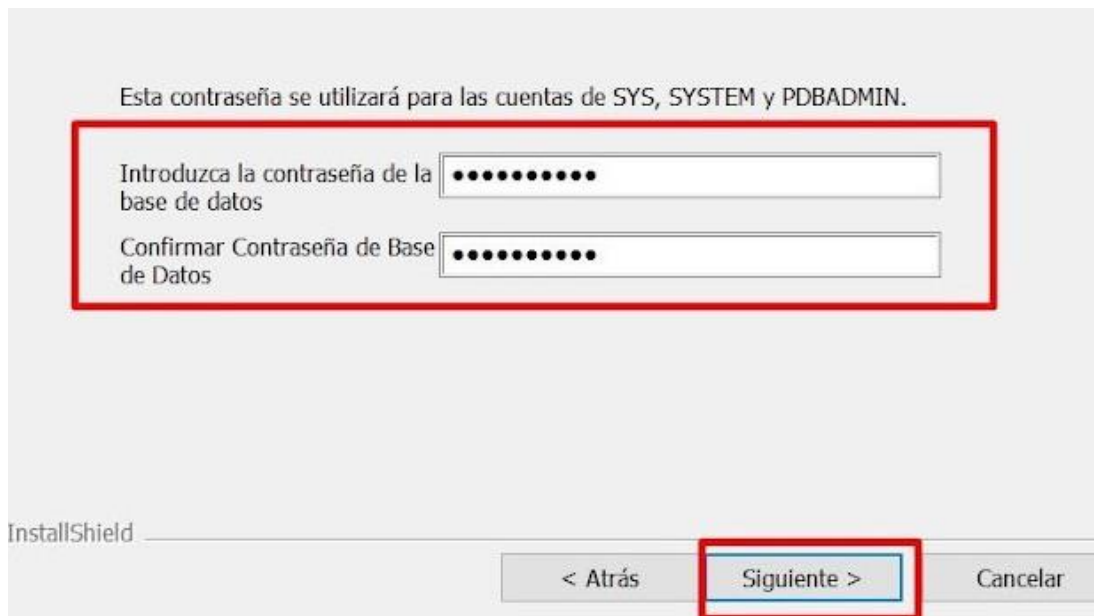 Esta contraseña se utilizará para las cuentas de SYS, SYSTEM y PDBADMIN.
Introduzca la contraseña de la
base de datos
••••••••••
Confirmar Contraseña de Base
de Datos
••••••••••
InstallShield
< Atrás
Siguiente >
Cancelar